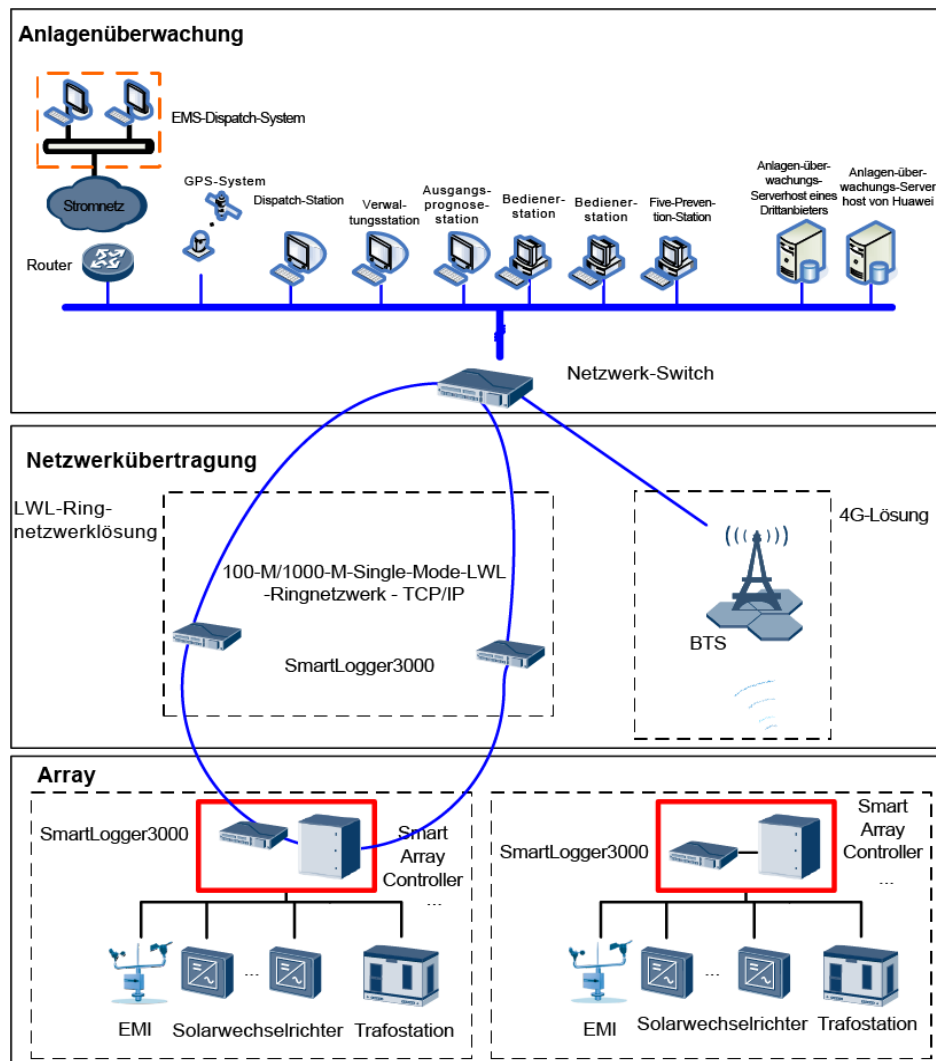 Anlagenüberwachung
EMS-Dispatch-System
Stromnetz
Router
GPS-System
Dispatch-Station
Verwal-
tungsstation
Ausgangs-
prognose-
station
Bediener-
station
Bediener-
station
Five-Preven-
tion-Station
Anlagen-über-
wachungs-
Serverhost eines
Drittanbieters
Anlagen-über-
wachungs-Server
host von Huawei
Netzwerk-Switch
Netzwerkübertragung
LWL-Ring-
netzwerklösung
100-M/1000-M-Single-Mode-LWL
-Ringnetzwerk - TCP/IP
SmartLogger3000
4G-Lösung
BTS
Array
SmartLogger3000
Smart
Array
Controller
...
...
EMI
Solarwechselrichter
Trafostation
SmartLogger3000
Smart
Array
Controller
...
...
EMI
Solarwechselrichter
Trafostation